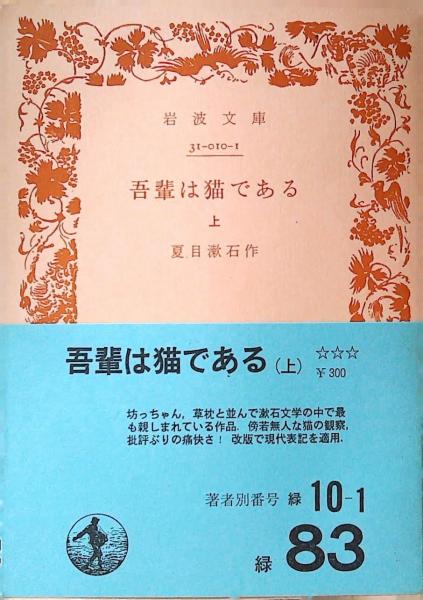 岩波文庫
31-010-1
吾輩は猫である
上
夏目漱石作
吾輩は猫である(上) ☆☆☆
¥300
坊っちゃん，草枕と並んで漱石文学の中で最
も親しまれている作品．傍若無人な猫の観察，
批評ぶりの痛快さ！ 改版で現代表記を適用．
著者別番号 緑 10-1
緑 83